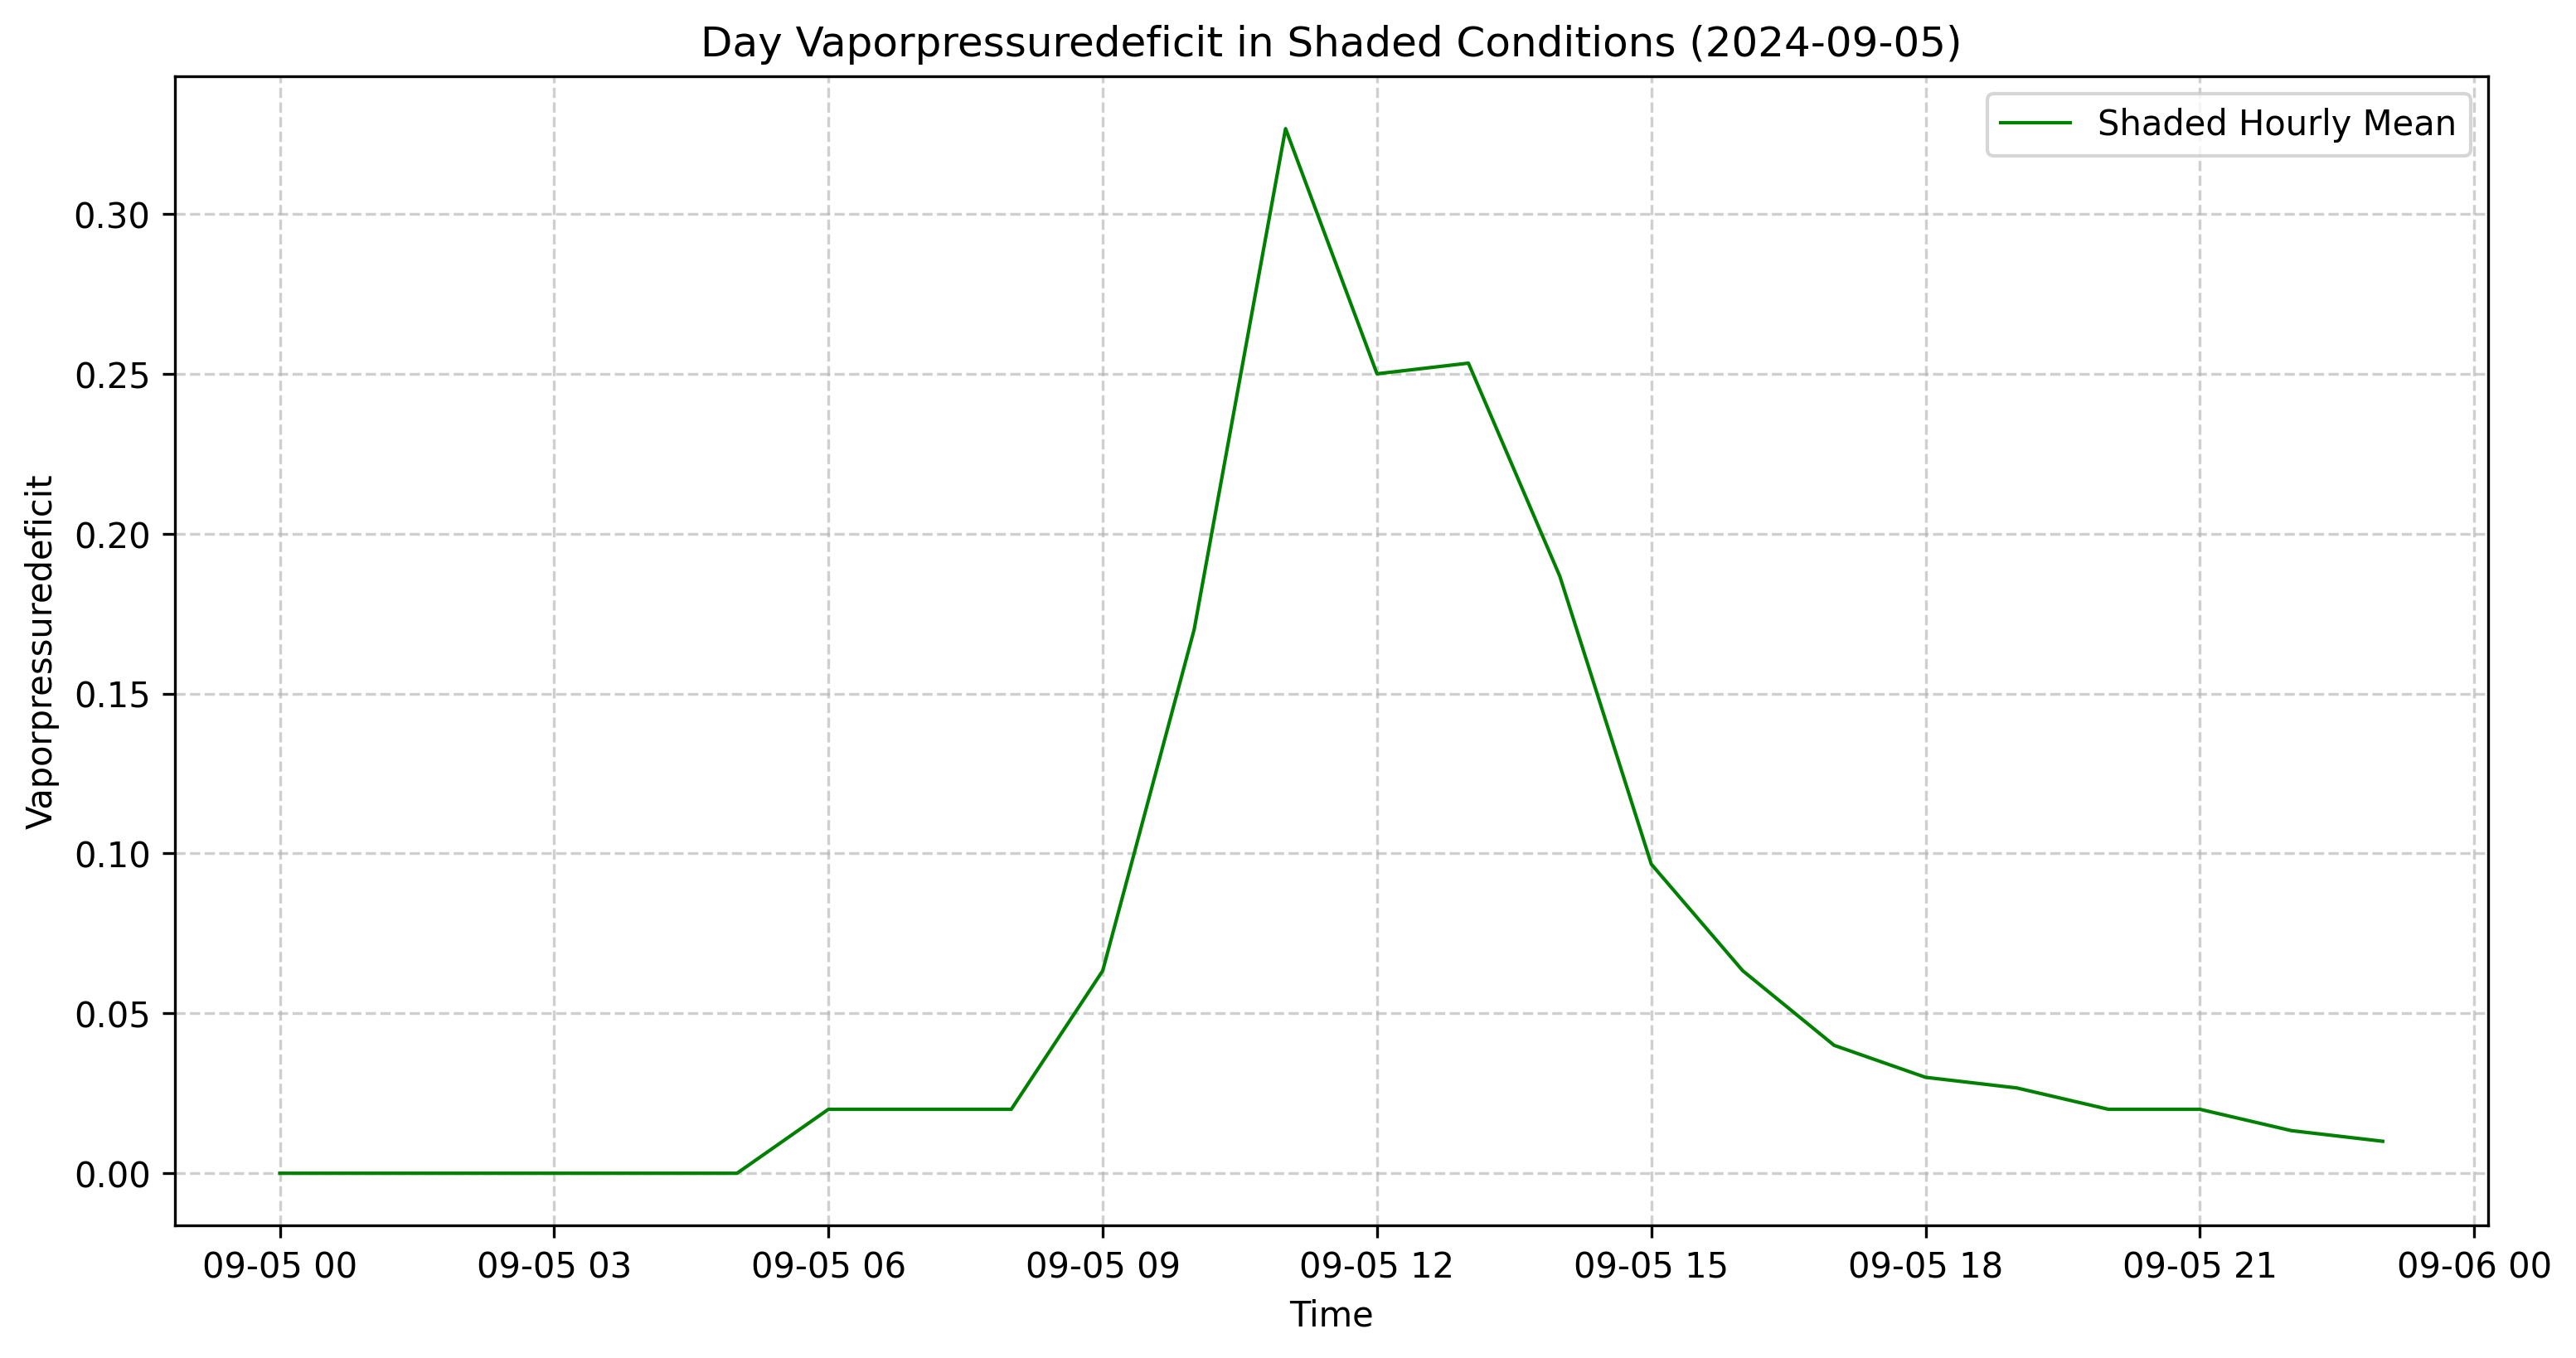 Day Vaporpressuredeficit in Shaded Conditions (2024-09-05)
Shaded Hourly Mean
Vaporpressuredeficit
0.30
0.25
0.20
0.15
0.10
0.05
0.00
09-05 00 09-05 03 09-05 06 09-05 09 09-05 12 09-05 15 09-05 18 09-05 21 09-06 00
Time